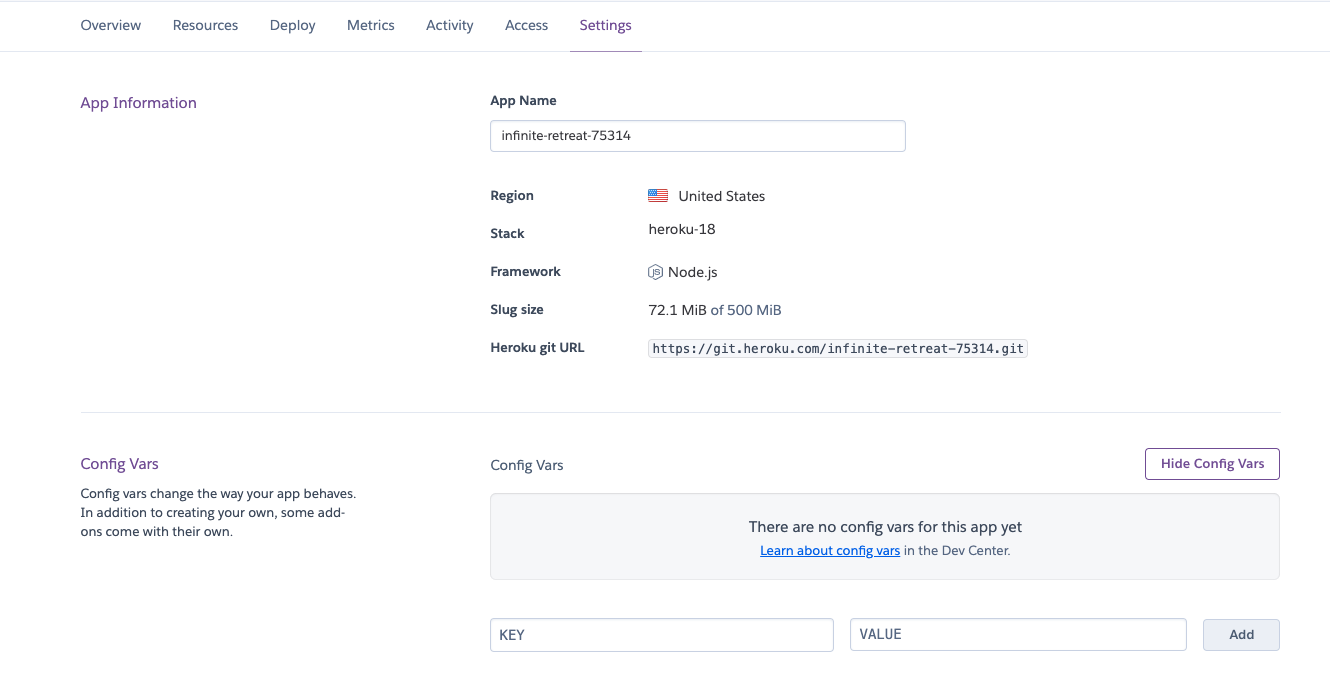 Overview Resources Deploy Metrics Activity Access Settings
App Information
App Name
infinite-retreat-75314
Region United States
Stack heroku-18
Framework JS Node.js
Slug size 72.1 MiB of 500 MiB
Heroku git URL https://git.heroku.com/infinite-retreat-75314.git
Config Vars
Config vars change the way your app behaves.
In addition to creating your own, some add-
ons come with their own.
Config Vars Hide Config Vars
There are no config vars for this app yet
Learn about config vars in the Dev Center.
KEY VALUE Add